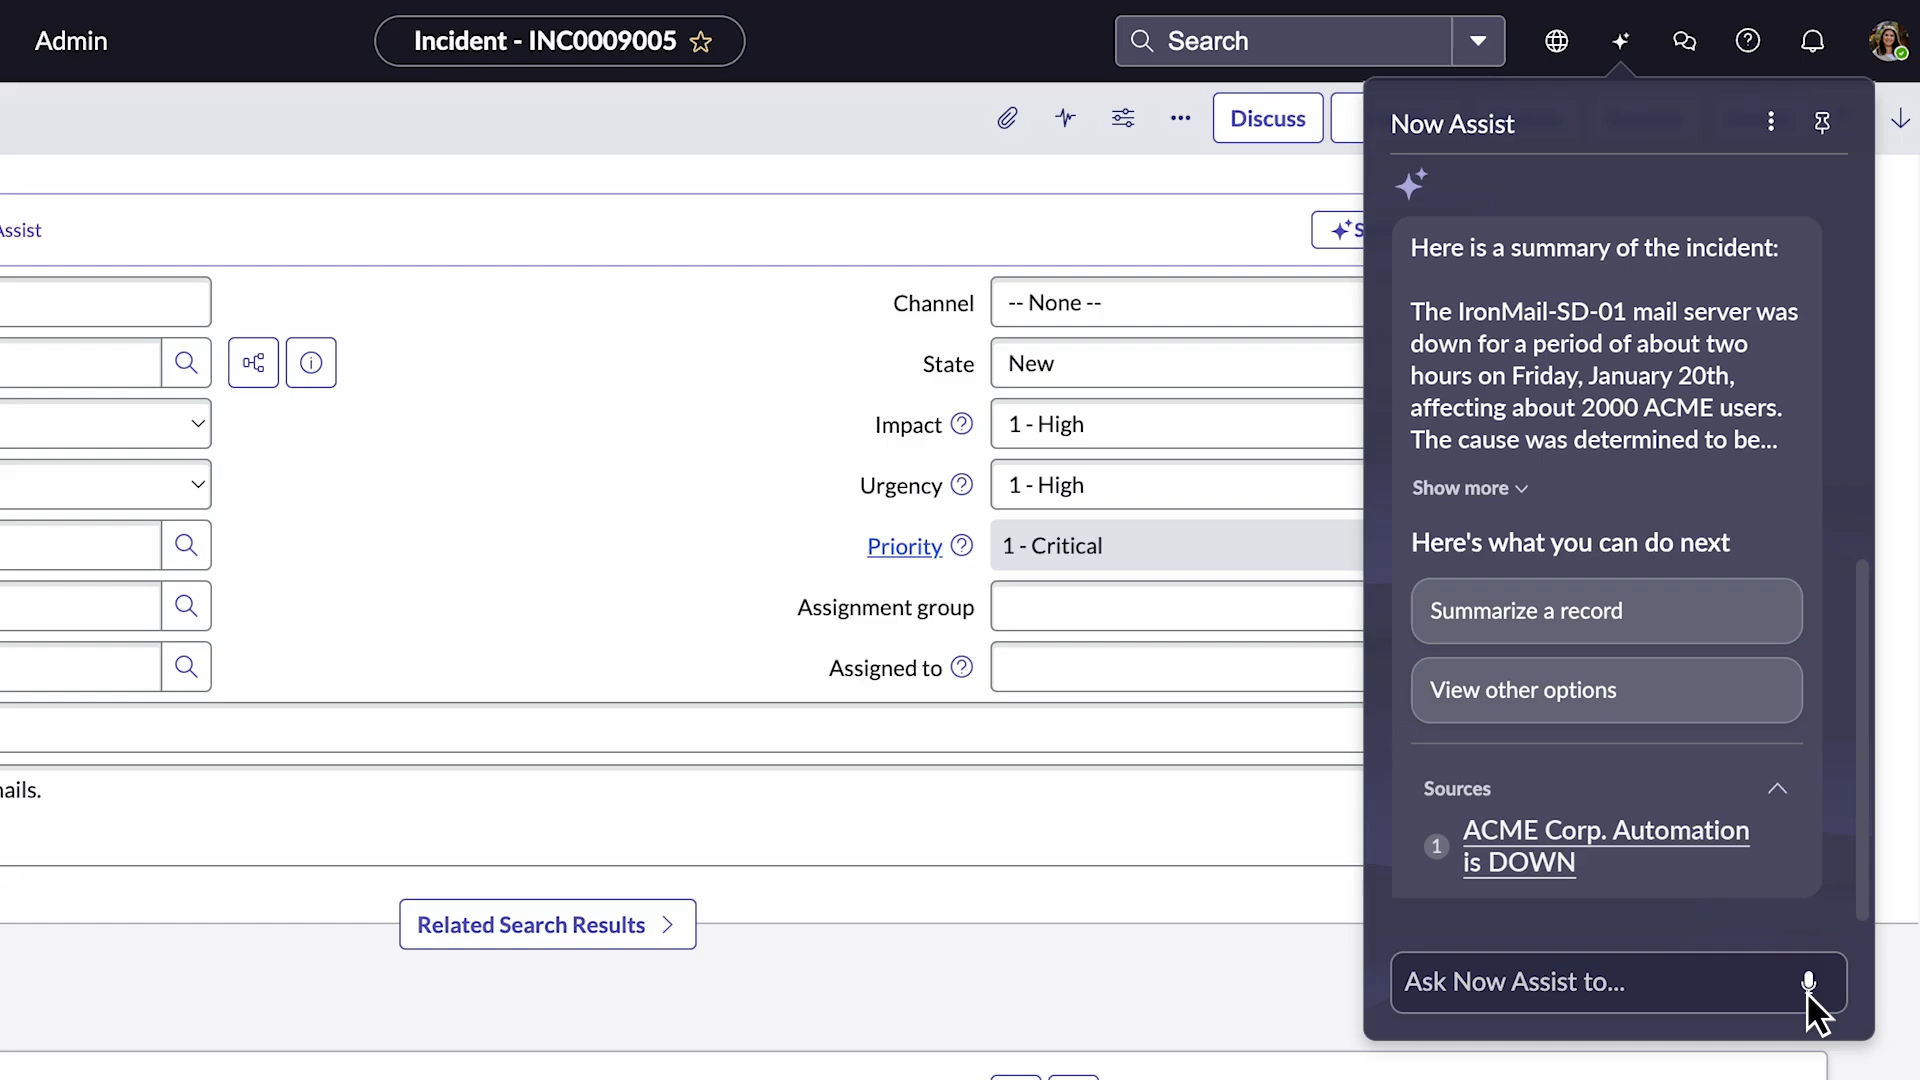 Admin
Incident - INC0009005
Search
Discuss
Now Assist
Assist
S
Here is a summary of the incident:
The IronMail-SD-01 mail server was
down for a period of about two
hours on Friday, January 20th,
affecting about 2000 ACME users.
The cause was determined to be...
Show more
Here's what you can do next
Summarize a record
View other options
Sources
1
ACME Corp. Automation
is DOWN
Ask Now Assist to...
Channel
-- None --
State
New
Impact
1 - High
Urgency
1 - High
Priority
1 - Critical
Assignment group
Assigned to
ails.
Related Search Results